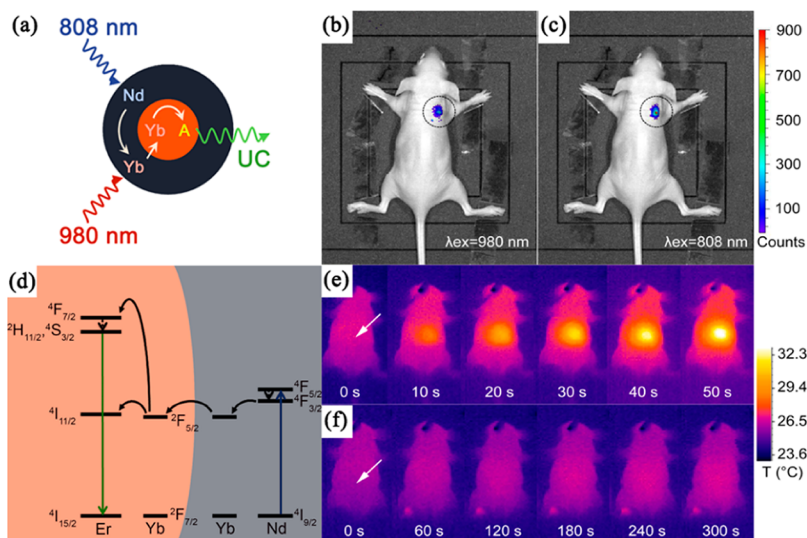 (a)
808 nm
Nd
Yb
A
Yb
UC
980 nm
(b)
λex=980 nm
(c)
λex=808 nm
900
700
500
300
100
Counts
(d)
⁴F₇/₂
²H₁₁/₂,⁴S₃/₂
⁴I₁₁/₂
²F₅/₂
⁴F₅/₂
⁴F₃/₂
⁴I₁₅/₂
²F₇/₂
⁴I₉/₂
Er
Yb
Yb
Nd
(e)
0 s
10 s
20 s
30 s
40 s
50 s
(f)
0 s
60 s
120 s
180 s
240 s
300 s
32.3
29.4
26.5
23.6
T (°C)